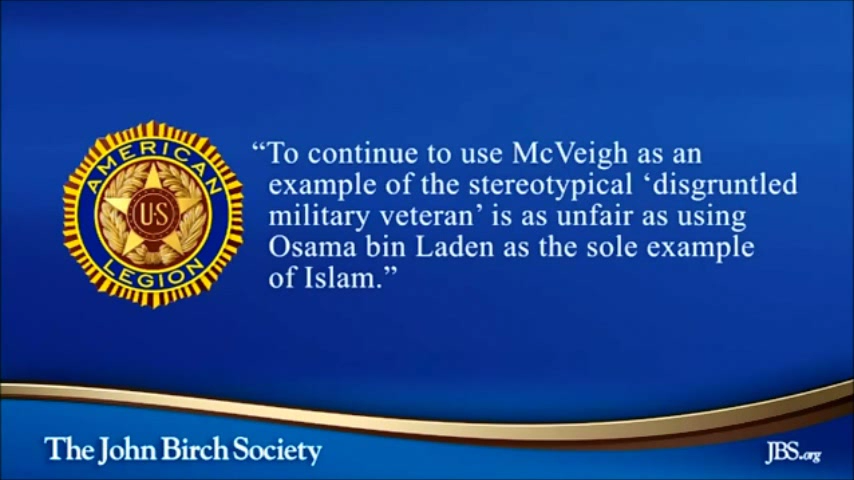 AMERICAN
U.S
LEGION
“To continue to use McVeigh as an
example of the stereotypical ‘disgruntled
military veteran’ is as unfair as using
Osama bin Laden as the sole example
of Islam.”
The John Birch Society
JBS.org